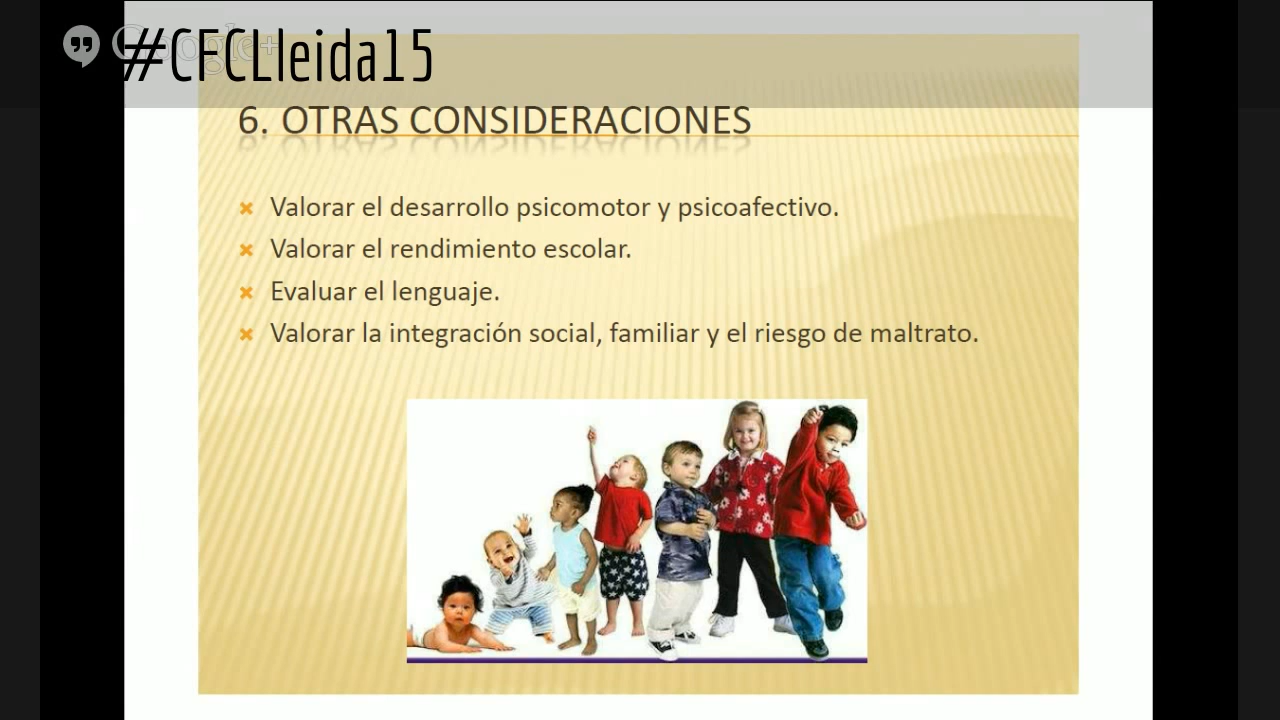 Google+
#CFCLleida15
6. OTRAS CONSIDERACIONES
Valorar el desarrollo psicomotor y psicoafectivo.
Valorar el rendimiento escolar.
Evaluar el lenguaje.
Valorar la integración social, familiar y el riesgo de maltrato.